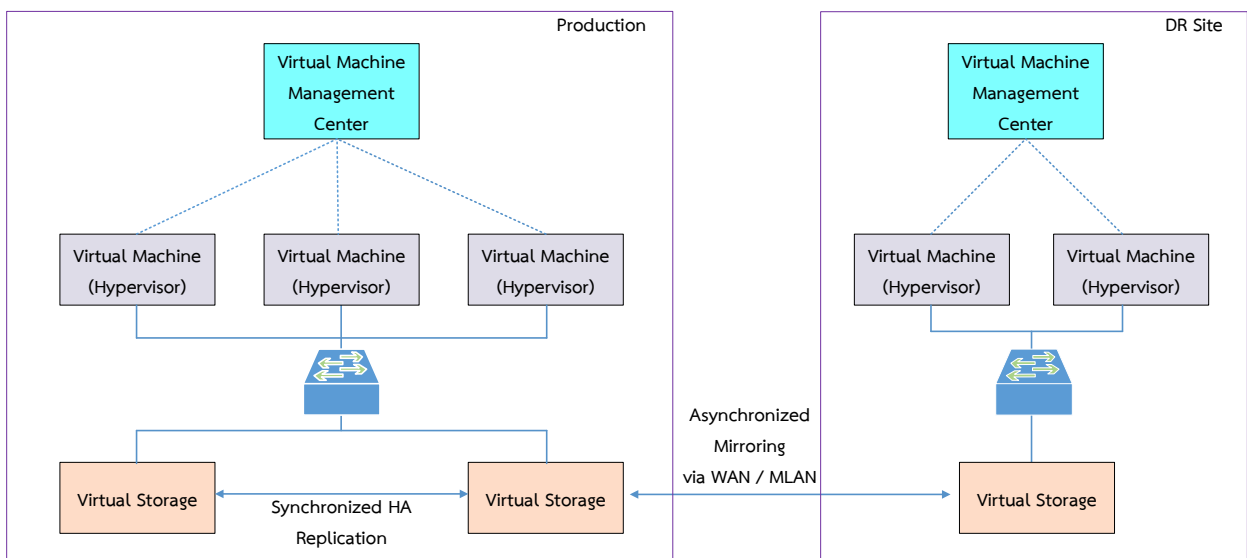 Production
DR Site
Virtual Machine
Management
Center
Virtual Machine
Management
Center
Virtual Machine
(Hypervisor)
Virtual Machine
(Hypervisor)
Virtual Machine
(Hypervisor)
Virtual Machine
(Hypervisor)
Virtual Machine
(Hypervisor)
Asynchronized
Mirroring
via WAN / MLAN
Virtual Storage
Synchronized HA
Replication
Virtual Storage
Virtual Storage